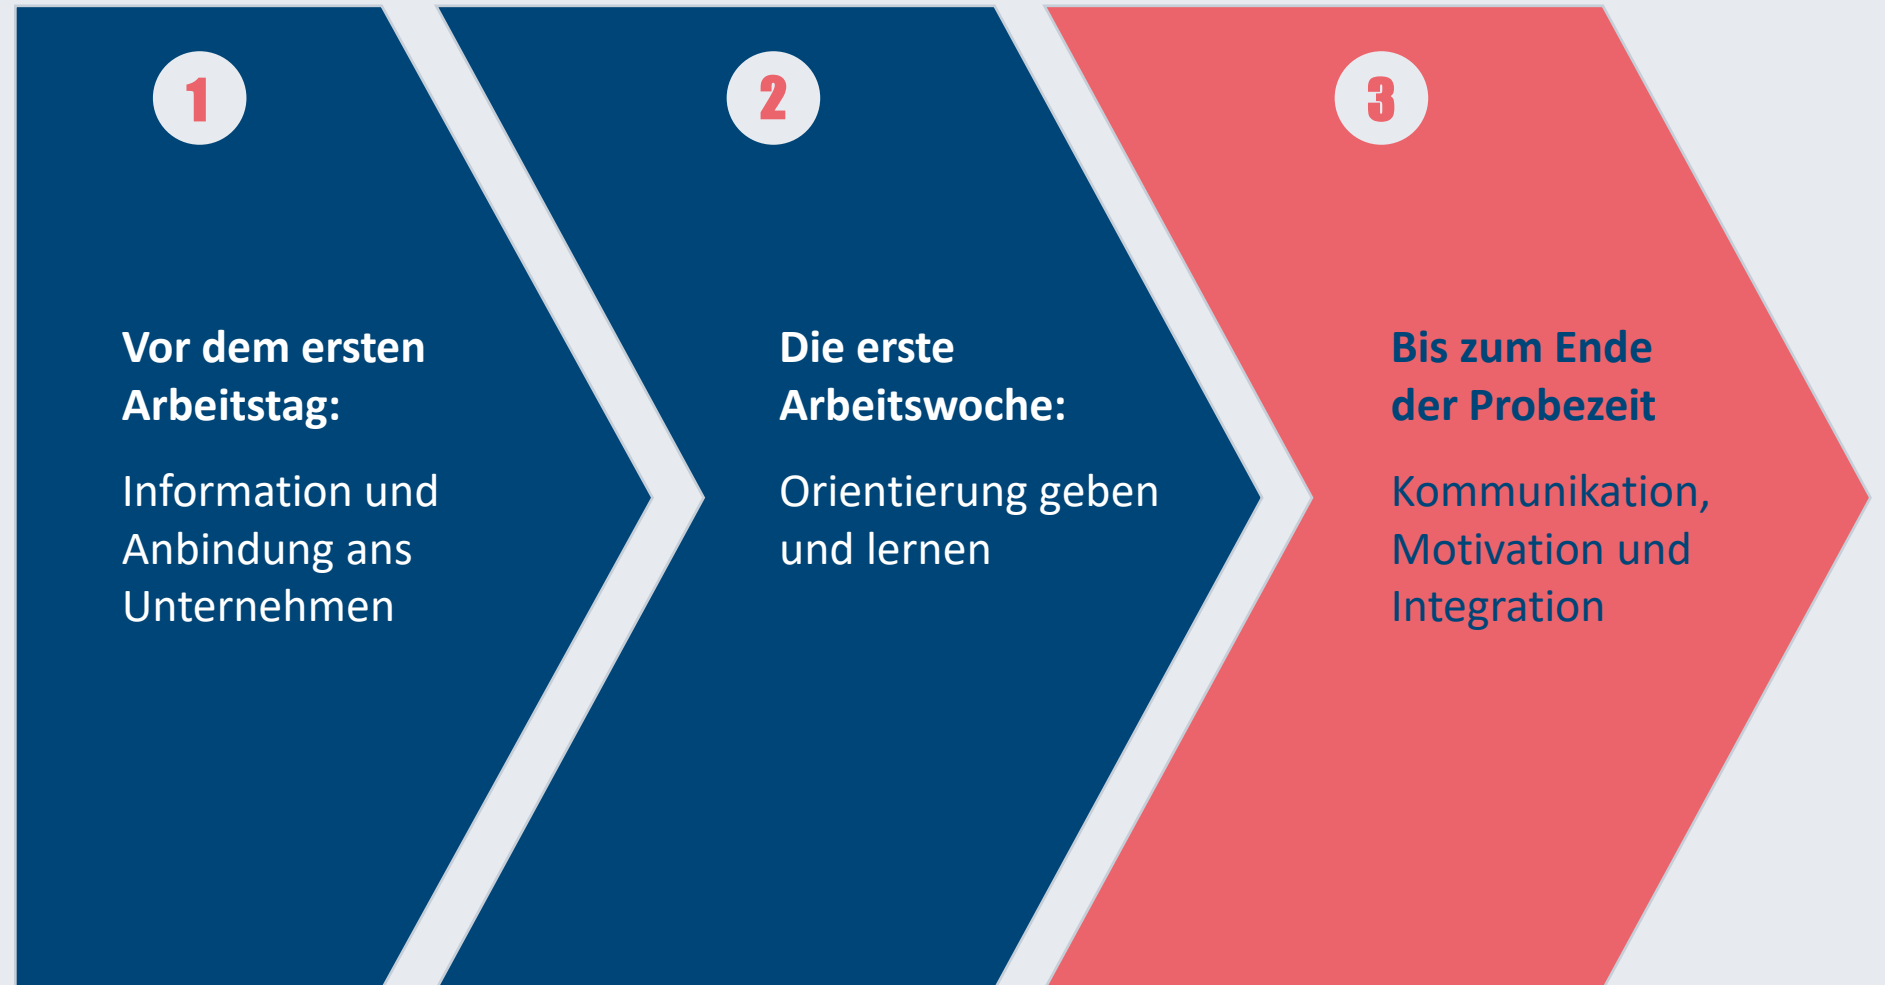 1
Vor dem ersten
Arbeitstag:
Information und
Anbindung ans
Unternehmen
2
Die erste
Arbeitswoche:
Orientierung geben
und lernen
3
Bis zum Ende
der Probezeit
Kommunikation,
Motivation und
Integration